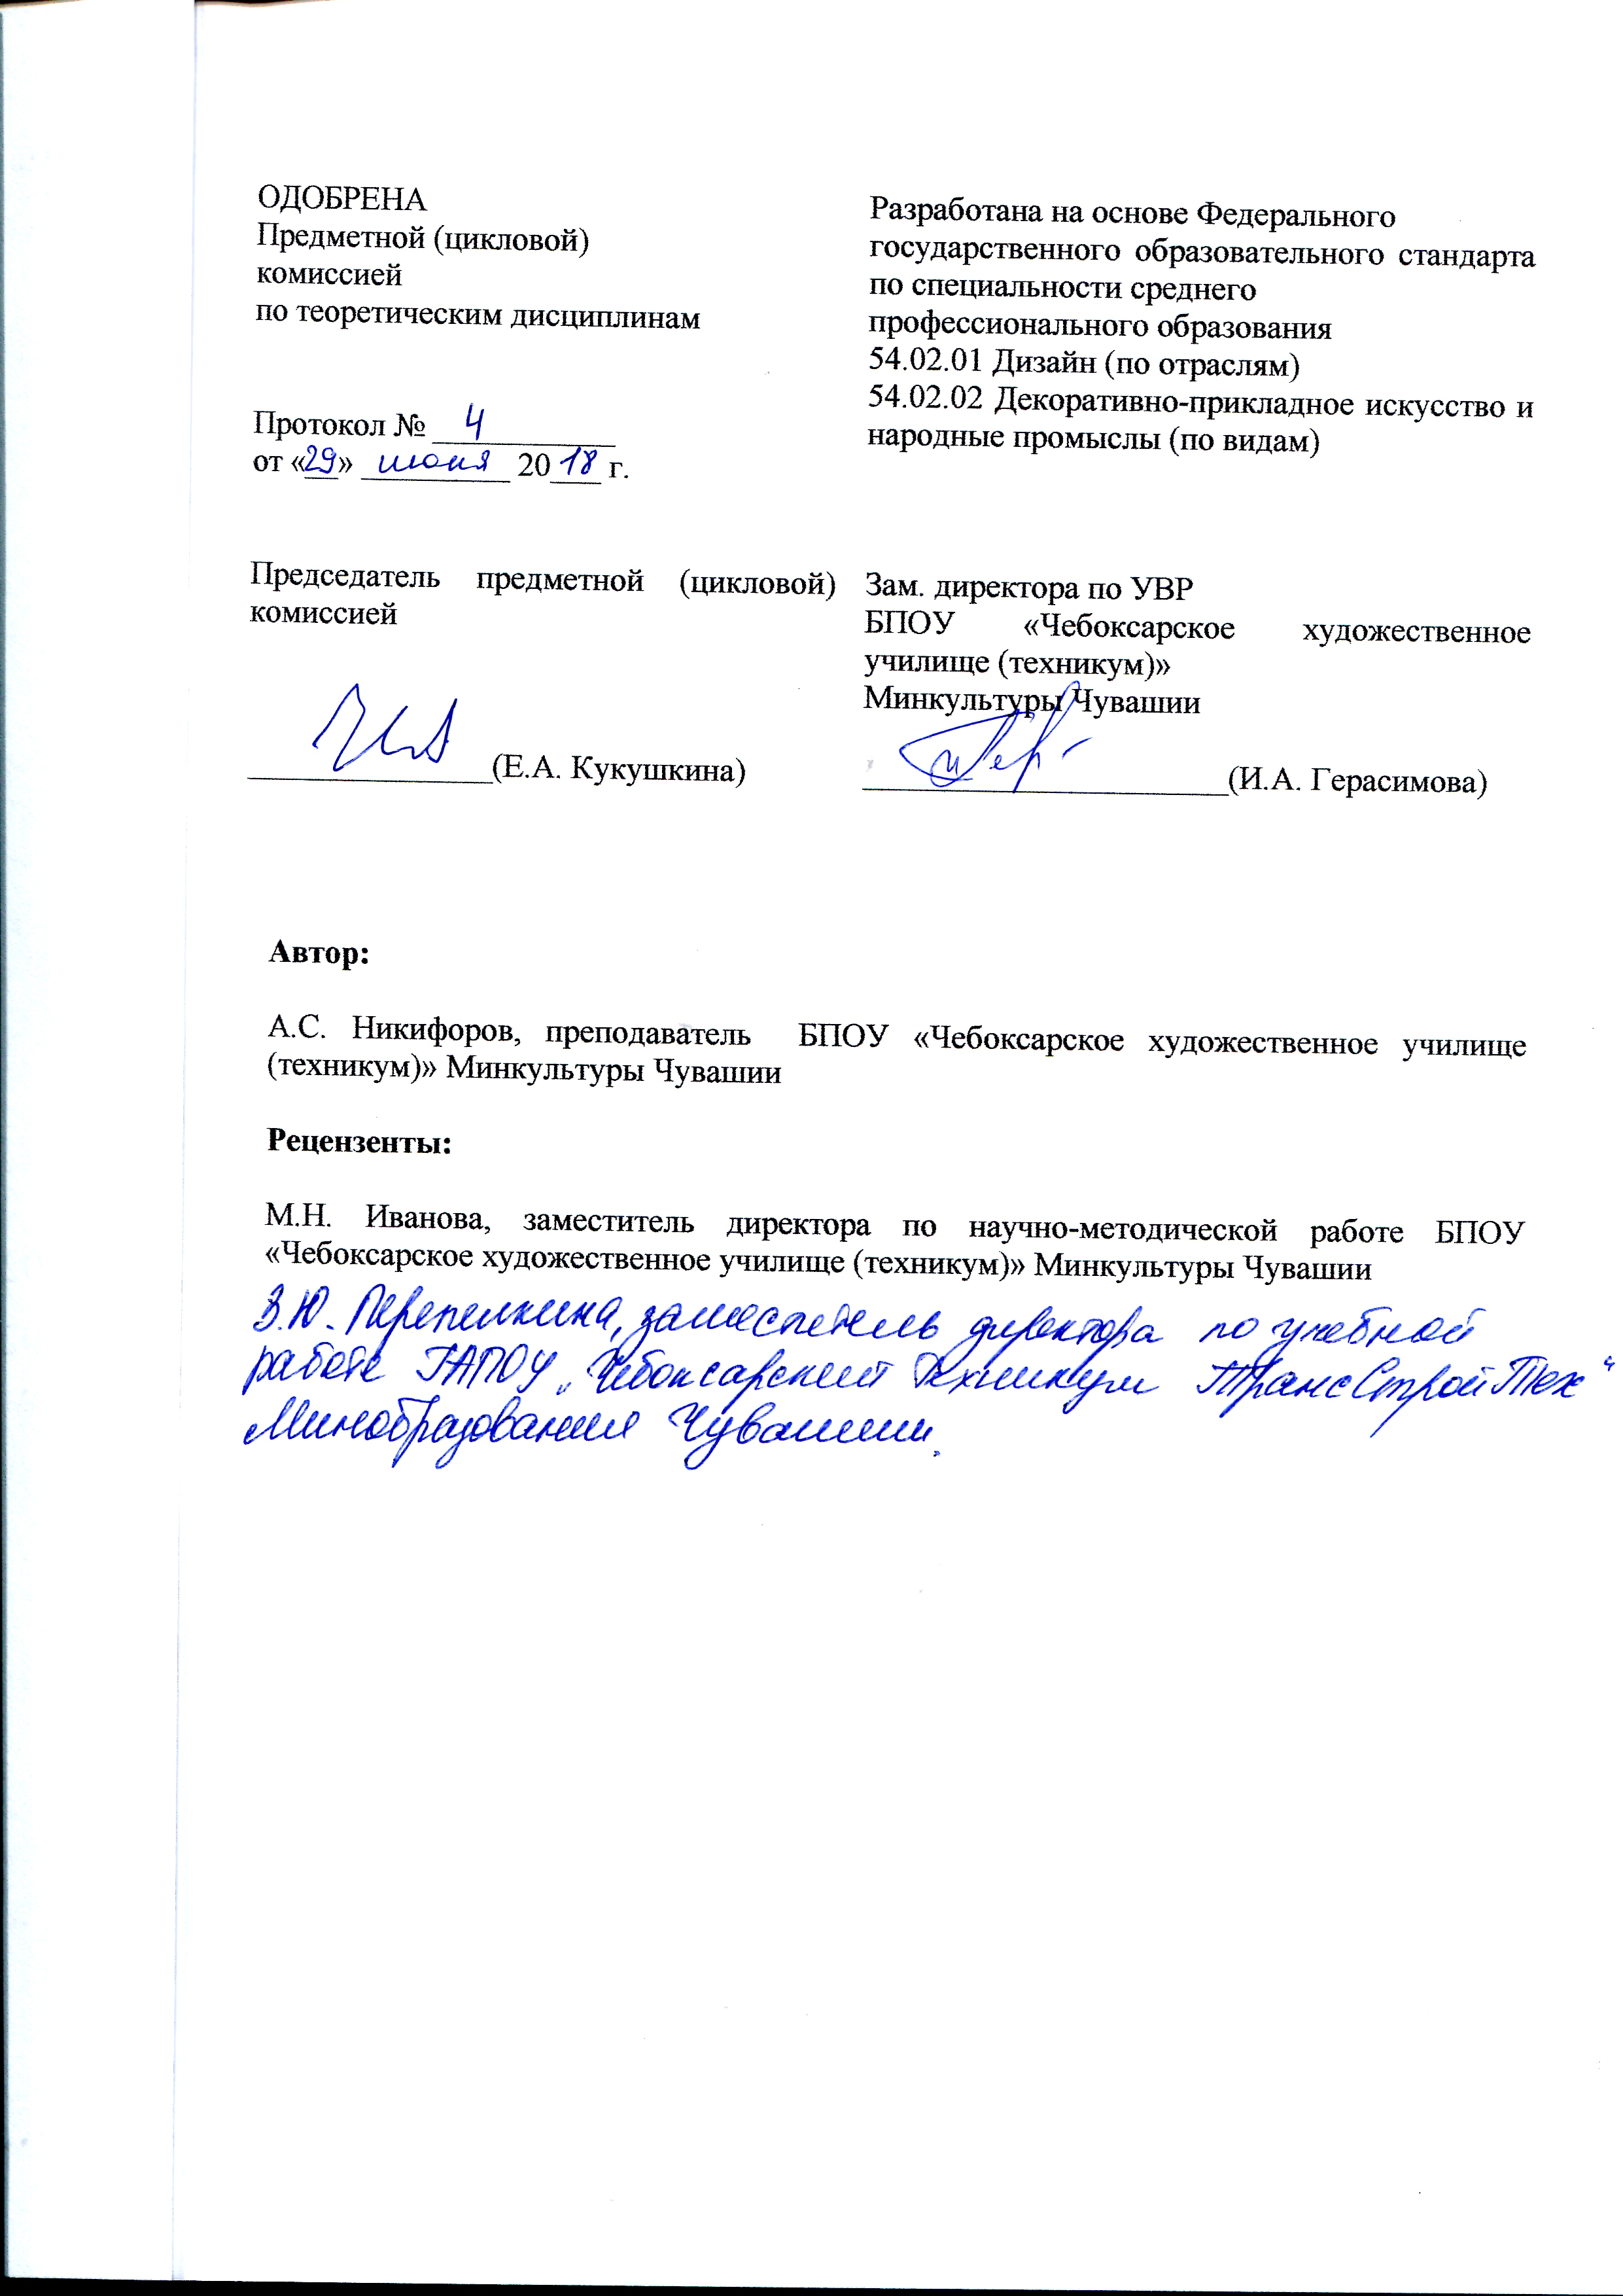 ОДОБРЕНА
Предметной (цикловой)
комиссией
по теоретическим дисциплинам
Протокол № 4
от «29» июня 2018 г.
Разработана на основе Федерального
государственного образовательного стандарта
по специальности среднего
профессионального образования
54.02.01 Дизайн (по отраслям)
54.02.02 Декоративно-прикладное искусство и
народные промыслы (по видам)
Председатель предметной (цикловой)
комиссией
(Е.А. Кукушкина)
Зам. директора по УВР
БПОУ «Чебоксарское художественное
училище (техникум)»
Минкультуры Чувашии
(И.А. Герасимова)
Автор:
А.С. Никифоров, преподаватель БПОУ «Чебоксарское художественное училище
(техникум)» Минкультуры Чувашии
Рецензенты:
М.Н. Иванова, заместитель директора по научно-методической работе БПОУ
«Чебоксарское художественное училище (техникум)» Минкультуры Чувашии
З.Ю. Перепелкина, заместитель директора по учебной
работе ГАПОУ „Чебоксарский техникум ТрансСтройТех“
Минобразования Чувашии.